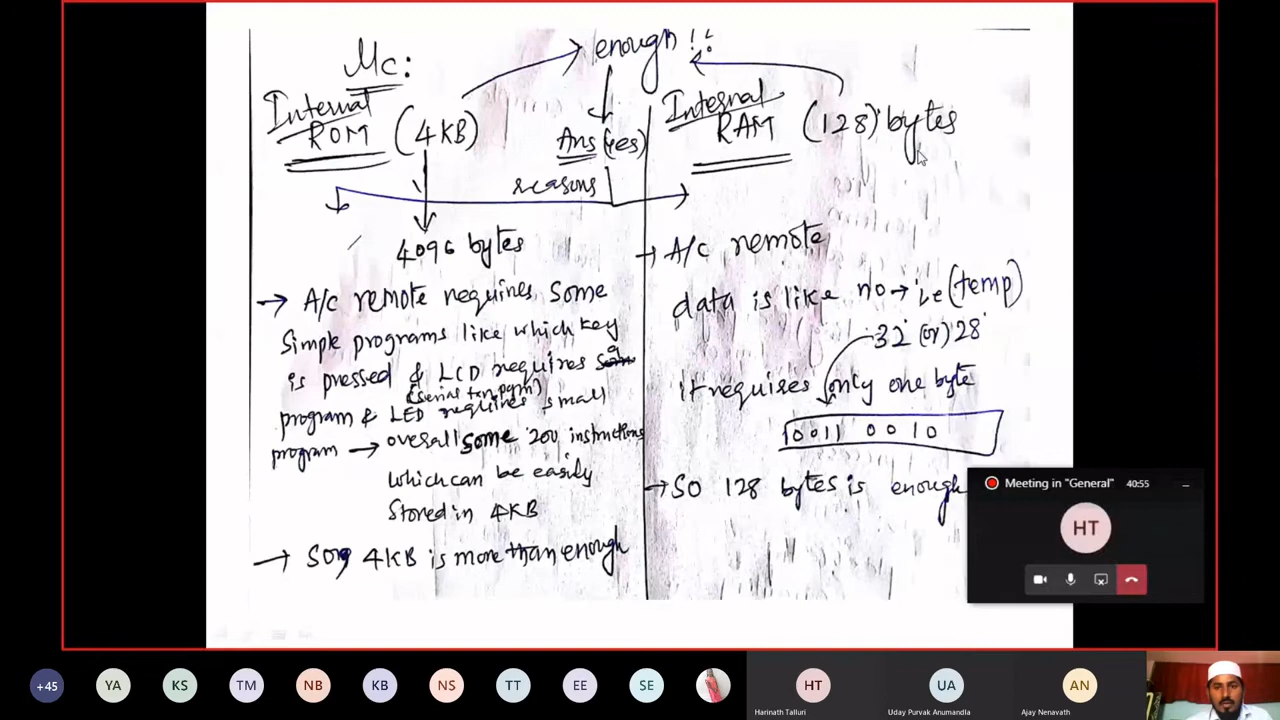 Mc:
enough !!
Internal
ROM (4KB)
Ans (yes)
reasons
4096 bytes
→ A/c remote requires some
simple programs like which key
is pressed & LCD requires
program & LED requires small
program → overall some 200 instructions
which can be easily
stored in 4KB
→ So, 4KB is more than enough
Internal
RAM (128) bytes
→ A/c remote
data is like no → ie (temp)
32 (or) 28
it requires only one byte
0011 0010
→ SO 128 bytes is enough
Meeting in "General" 40:55
HT
+45 YA KS TM NB KB NS TT EE SE HT UA AN
Harinath Talluri Uday Purvak Anumandla Ajay Nenavath